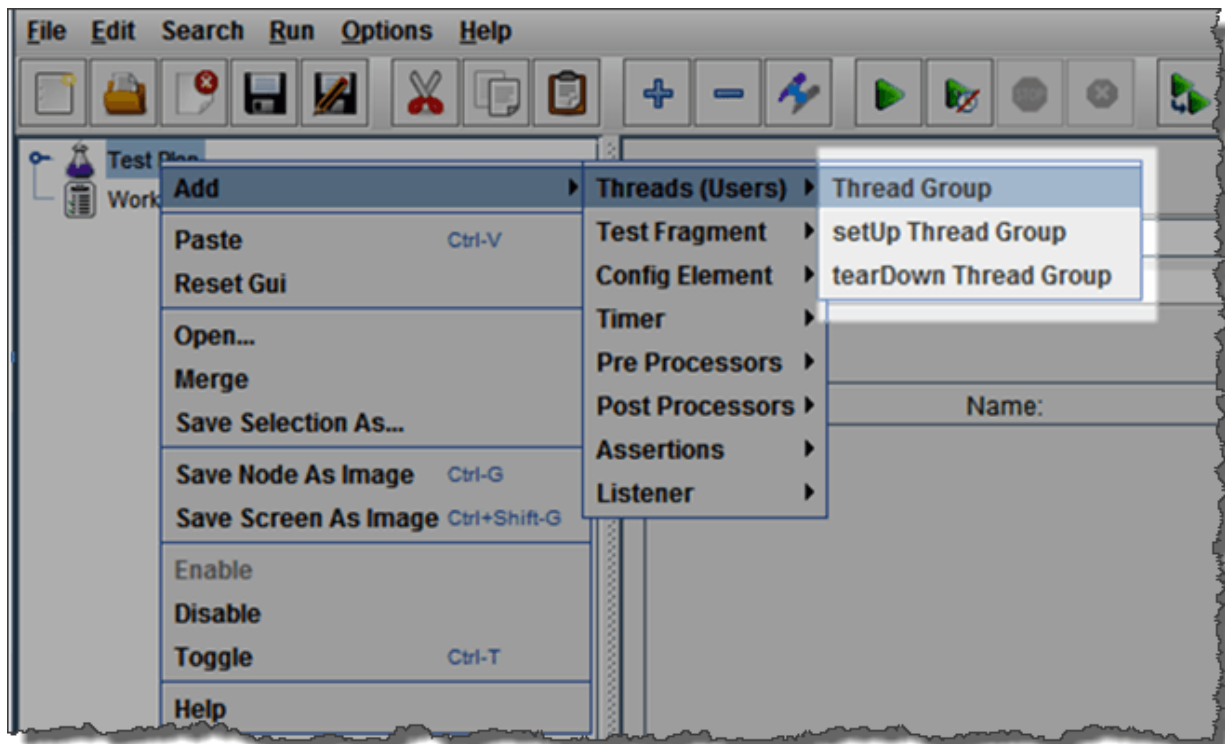 File Edit Search Run Options Help
STOP
Test Plan
Work
Add
Paste Ctrl-V
Reset Gui
Open...
Merge
Save Selection As...
Save Node As Image Ctrl-G
Save Screen As Image Ctrl+Shift-G
Enable
Disable
Toggle Ctrl-T
Help
Threads (Users)
Test Fragment
Config Element
Timer
Pre Processors
Post Processors
Assertions
Listener
Thread Group
setUp Thread Group
tearDown Thread Group
Name: